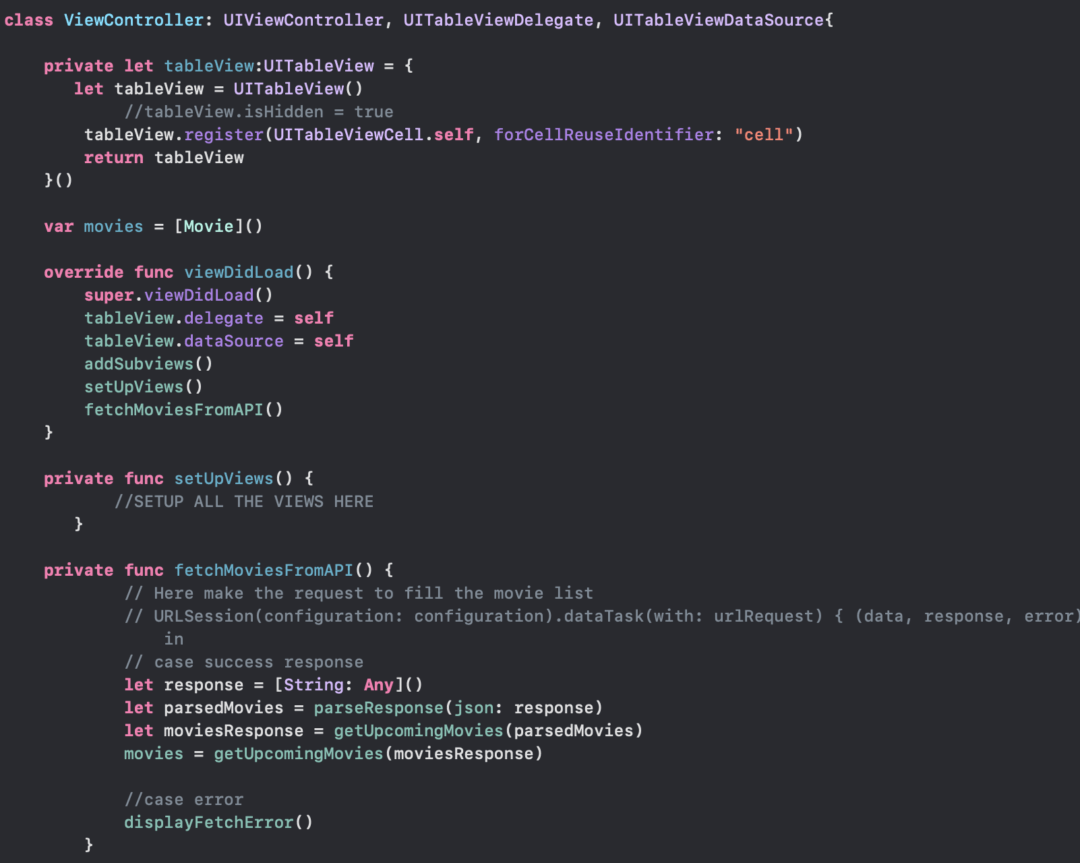 class ViewController: UIViewController, UITableViewDelegate, UITableViewDataSource{
private let tableView:UITableView = {
let tableView = UITableView()
//tableView.isHidden = true
tableView.register(UITableViewCell.self, forCellReuseIdentifier: "cell")
return tableView
}()
var movies = [Movie]()
override func viewDidLoad() {
super.viewDidLoad()
tableView.delegate = self
tableView.dataSource = self
addSubviews()
setUpViews()
fetchMoviesFromAPI()
}
private func setUpViews() {
//SETUP ALL THE VIEWS HERE
}
private func fetchMoviesFromAPI() {
// Here make the request to fill the movie list
// URLSession(configuration: configuration).dataTask(with: urlRequest) { (data, response, error)
in
// case success response
let response = [String: Any]()
let parsedMovies = parseResponse(json: response)
let moviesResponse = getUpcomingMovies(parsedMovies)
movies = getUpcomingMovies(moviesResponse)
//case error
displayFetchError()
}